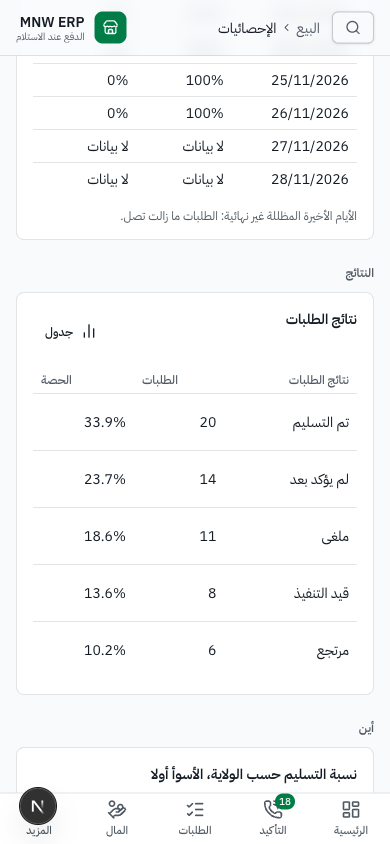 البيع › الإحصائيات
MNW ERP
الدفع عند الاستلام
25/11/2026 100% 0%
26/11/2026 100% 0%
27/11/2026 لا بيانات لا بيانات
28/11/2026 لا بيانات لا بيانات
الأيام الأخيرة المظللة غير نهائية: الطلبات ما زالت تصل.
النتائج
نتائج الطلبات
جدول
نتائج الطلبات الطلبات الحصة
تم التسليم 20 33.9%
لم يؤكد بعد 14 23.7%
ملغى 11 18.6%
قيد التنفيذ 8 13.6%
مرتجع 6 10.2%
أين
نسبة التسليم حسب الولاية، الأسوأ أولا
18
N
الرئيسية التأكيد الطلبات المال المزيد